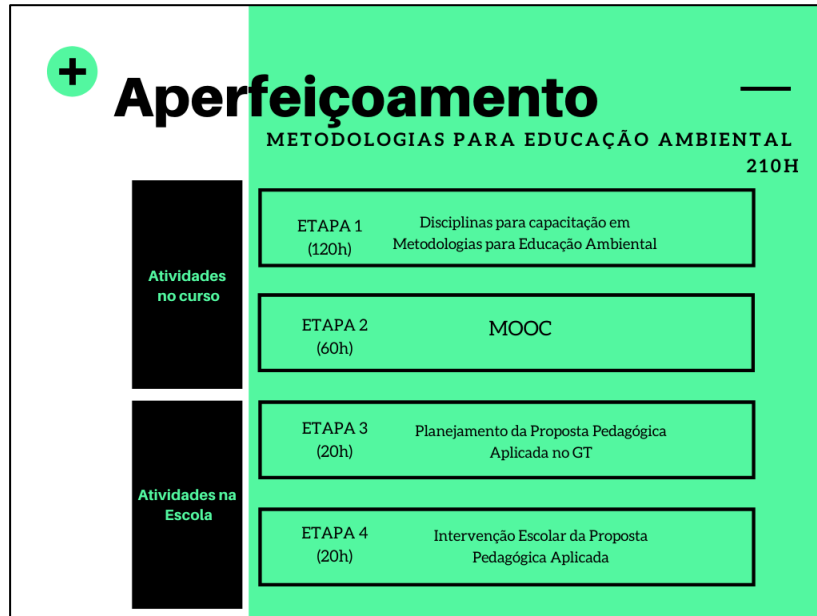 +
Aperfeiçoamento
METODOLOGIAS PARA EDUCAÇÃO AMBIENTAL
210H
Atividades
no curso
ETAPA 1
(120h)
Disciplinas para capacitação em
Metodologias para Educação Ambiental
ETAPA 2
(60h)
MOOC
Atividades na
Escola
ETAPA 3
(20h)
Planejamento da Proposta Pedagógica
Aplicada no GT
ETAPA 4
(20h)
Intervenção Escolar da Proposta
Pedagógica Aplicada